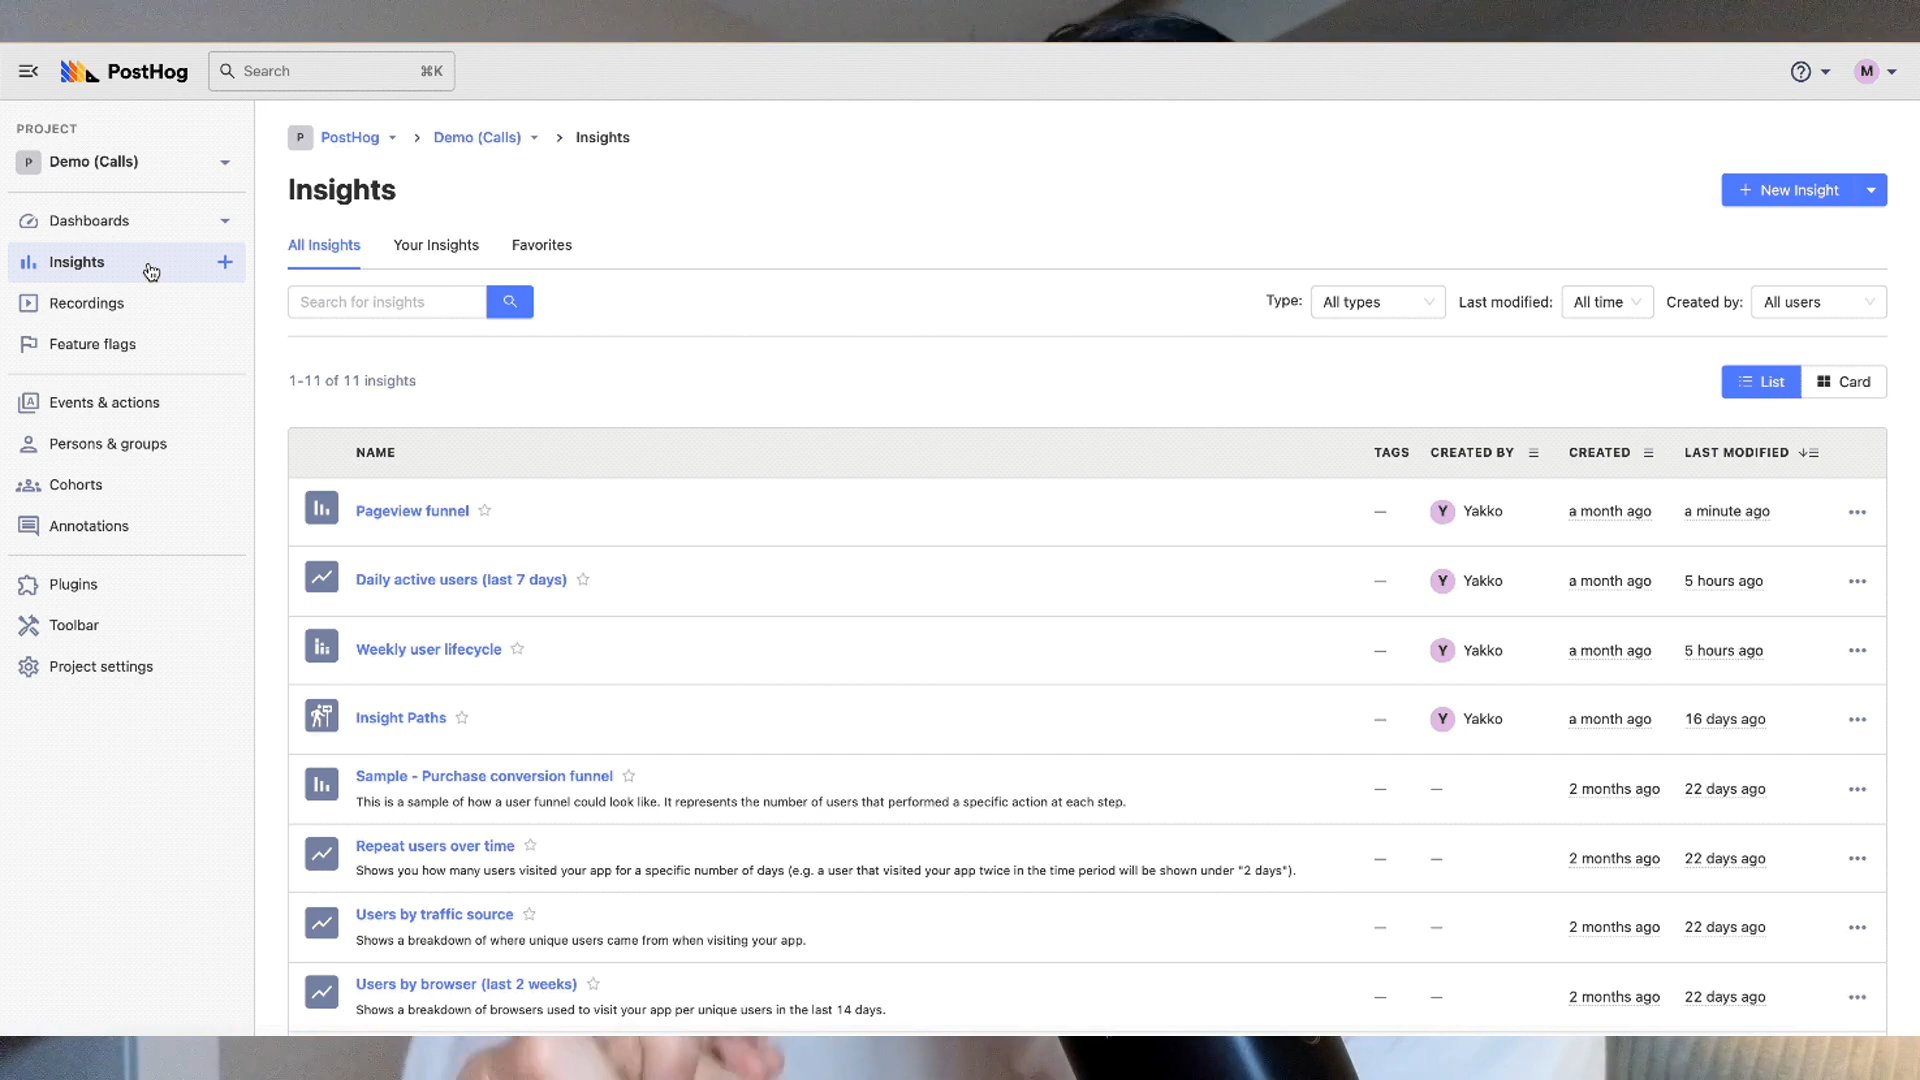 PostHog
Search ⌘K
M
PROJECT
P Demo (Calls)
Dashboards
Insights
Recordings
Feature flags
Events & actions
Persons & groups
Cohorts
Annotations
Plugins
Toolbar
Project settings
P PostHog > Demo (Calls) > Insights
Insights
+ New Insight
All Insights Your Insights Favorites
Search for insights
Type: All types Last modified: All time Created by: All users
1-11 of 11 insights
List Card
NAME TAGS CREATED BY CREATED LAST MODIFIED
Pageview funnel — Y Yakko a month ago a minute ago
Daily active users (last 7 days) — Y Yakko a month ago 5 hours ago
Weekly user lifecycle — Y Yakko a month ago 5 hours ago
Insight Paths — Y Yakko a month ago 16 days ago
Sample - Purchase conversion funnel — — 2 months ago 22 days ago
This is a sample of how a user funnel could look like. It represents the number of users that performed a specific action at each step.
Repeat users over time — — 2 months ago 22 days ago
Shows you how many users visited your app for a specific number of days (e.g. a user that visited your app twice in the time period will be shown under "2 days").
Users by traffic source — — 2 months ago 22 days ago
Shows a breakdown of where unique users came from when visiting your app.
Users by browser (last 2 weeks) — — 2 months ago 22 days ago
Shows a breakdown of browsers used to visit your app per unique users in the last 14 days.